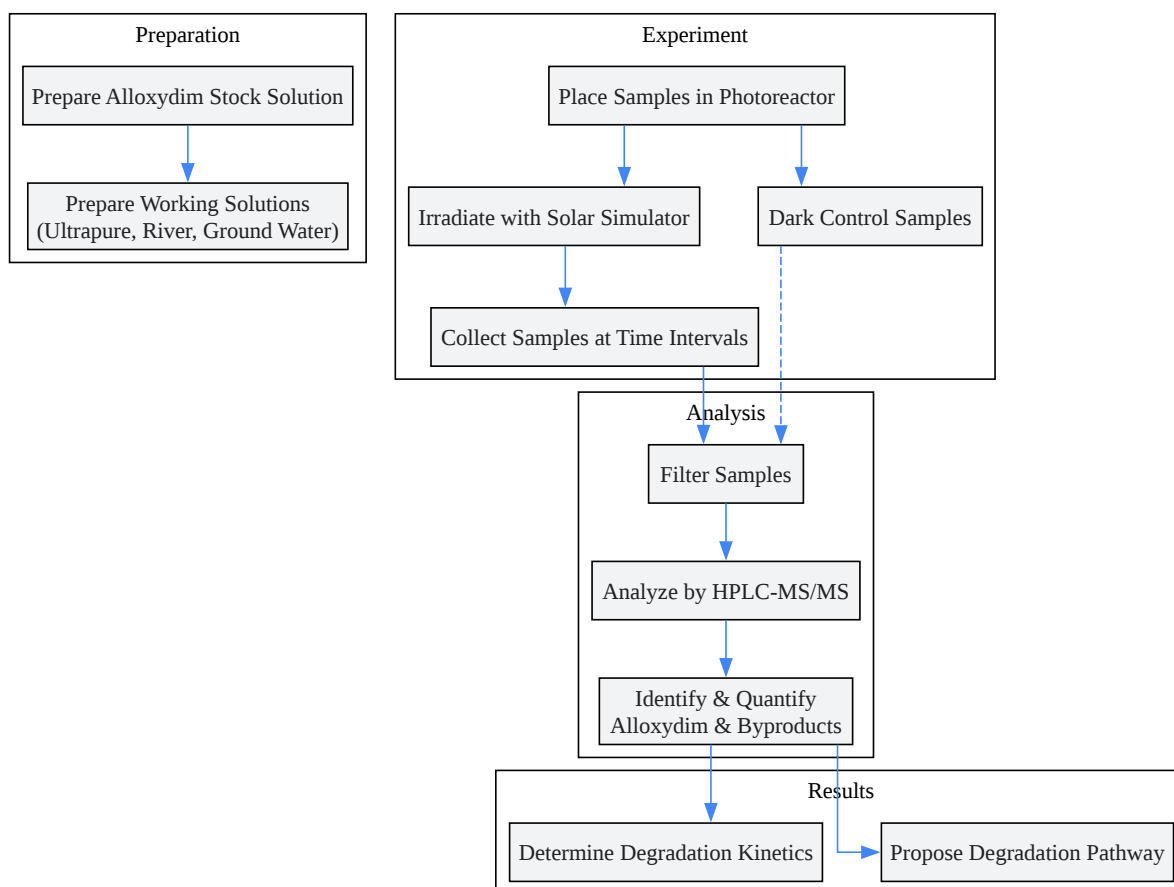 Preparation
Prepare Alloxydim Stock Solution
Prepare Working Solutions
(Ultrapure, River, Ground Water)
Experiment
Place Samples in Photoreactor
Irradiate with Solar Simulator
Dark Control Samples
Collect Samples at Time Intervals
Analysis
Filter Samples
Analyze by HPLC-MS/MS
Identify & Quantify
Alloxydim & Byproducts
Results
Determine Degradation Kinetics
Propose Degradation Pathway